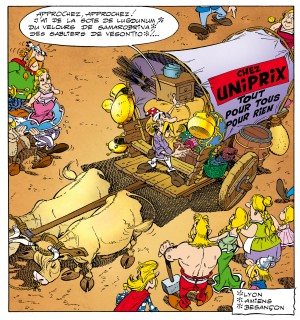 APPROCHEZ, APPROCHEZ !
J'AI DE LA SOIE DE LUGDUNUM*,
DU VELOURS DE SAMAROBRIVA*
DES SABLIERS DE VESONTIO*!...
CHEZ
UNIPRIX
TOUT
POUR TOUS
POUR RIEN
*LYON
*AMIENS
*BESANÇON